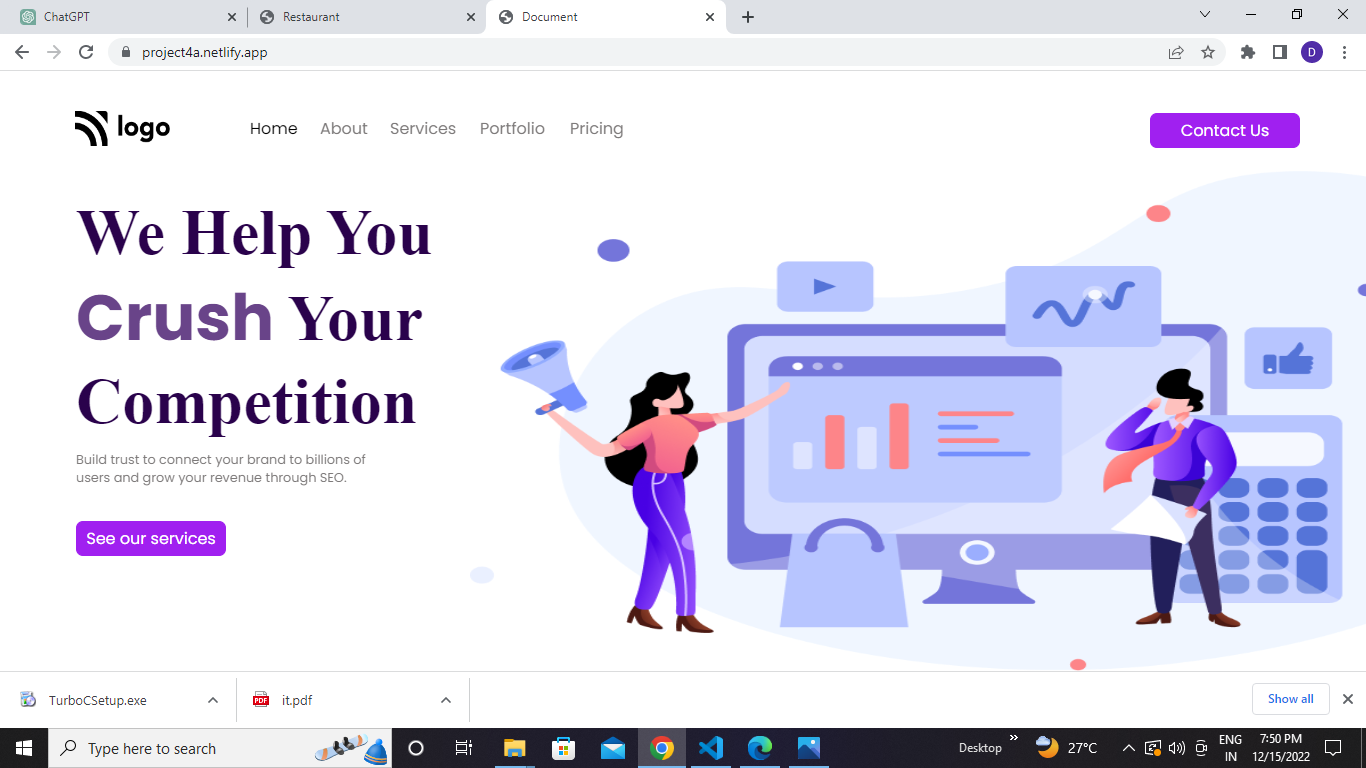 ChatGPT
Restaurant
Document
project4a.netlify.app
D
logo
Home About Services Portfolio Pricing
Contact Us
We Help You
Crush Your
Competition
Build trust to connect your brand to billions of
users and grow your revenue through SEO.
See our services
TurboCSetup.exe
PDF
it.pdf
Show all
Type here to search
Desktop
27°C
ENG
IN
7:50 PM
12/15/2022